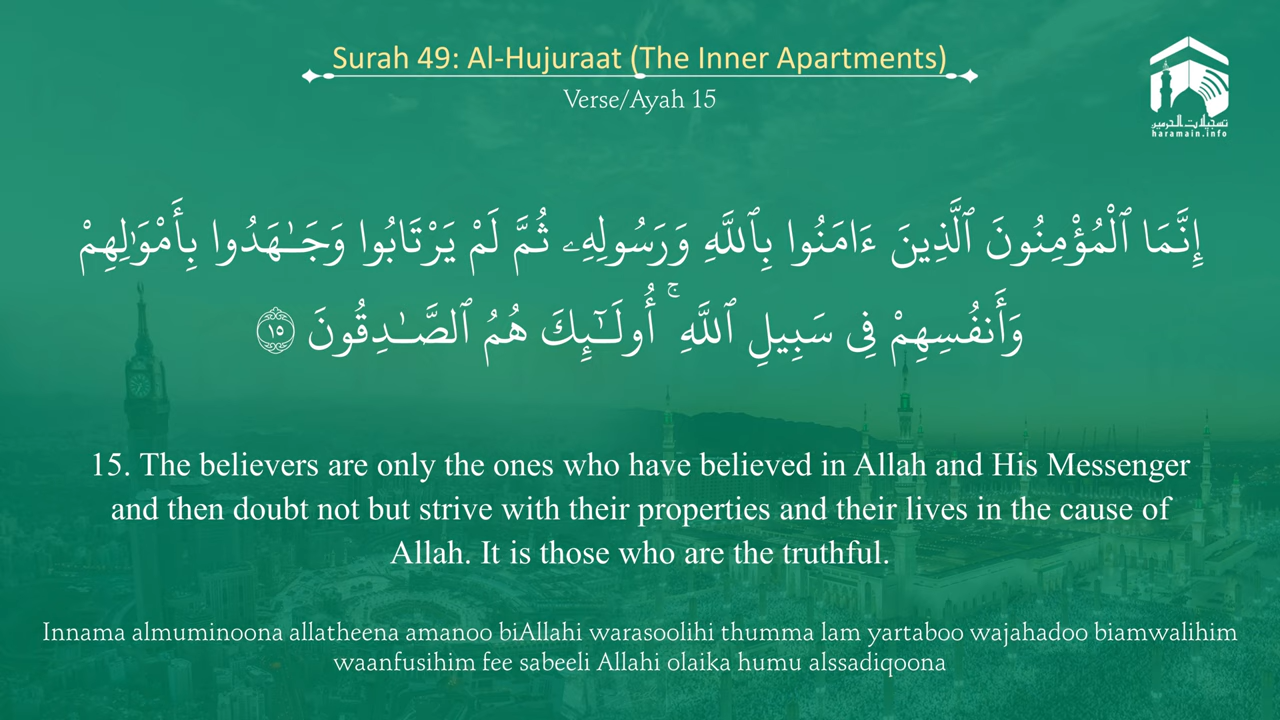 Surah 49: Al-Hujuraat (The Inner Apartments)
Verse/Ayah 15
تسجيلات الحرمين
haramain.info
إِنَّمَا ٱلْمُؤْمِنُونَ ٱلَّذِينَ ءَامَنُوا بِٱللَّهِ وَرَسُولِهِۦ ثُمَّ لَمْ يَرْتَابُوا وَجَـٰهَدُوا بِأَمْوَٰلِهِمْ
وَأَنفُسِهِمْ فِى سَبِيلِ ٱللَّهِ ۚ أُولَـٰٓئِكَ هُمُ ٱلصَّـٰدِقُونَ ١٥
15. The believers are only the ones who have believed in Allah and His Messenger
and then doubt not but strive with their properties and their lives in the cause of
Allah. It is those who are the truthful.
Innama almuminoona allatheena amanoo biAllahi warasoolihi thumma lam yartaboo wajahadoo biamwalihim
waanfusihim fee sabeeli Allahi olaika humu alssadiqoona